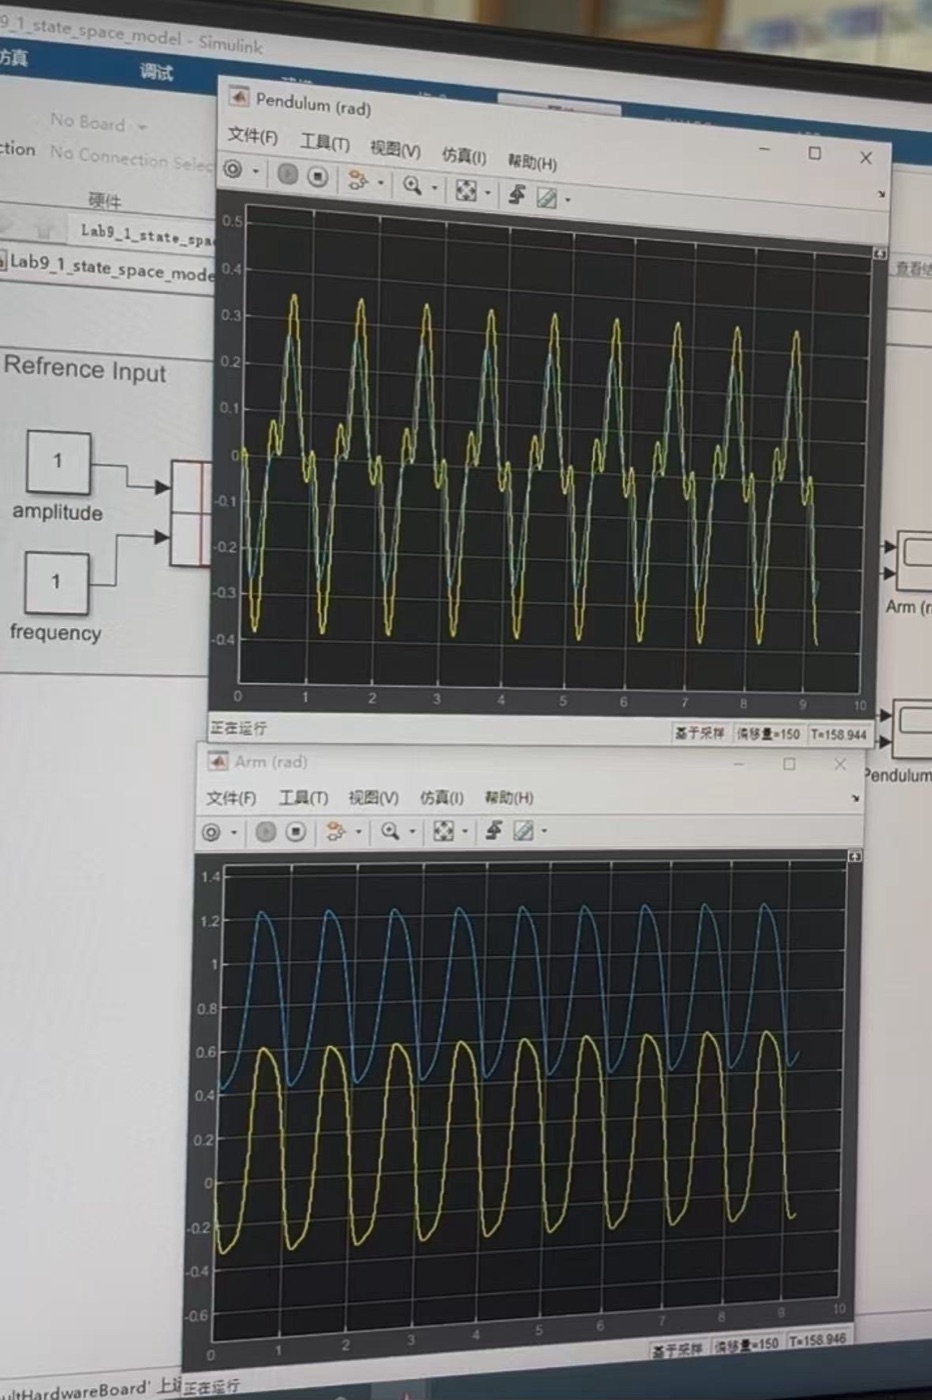 9_1_state_space_model - Simulink
仿真
调试
No Board
ction No Connection Selec
硬件
Lab9_1_state_spa
Lab9_1_state_space_mode
Refrence Input
1
amplitude
1
frequency
Pendulum (rad)
文件(F) 工具(T) 视图(V) 仿真(I) 帮助(H)
0.5
0.4
0.3
0.2
0.1
0
-0.1
-0.2
-0.3
-0.4
0 1 2 3 4 5 6 7 8 9 10
正在运行
基于采样 偏移量=150 T=158.944
查看结
Arm (r
Pendulum
Arm (rad)
文件(F) 工具(T) 视图(V) 仿真(I) 帮助(H)
1.4
1.2
1
0.8
0.6
0.4
0.2
0
-0.2
-0.4
-0.6
0 1 2 3 4 5 6 7 8 9 10
正在运行
基于采样 偏移量=150 T=158.946
ultHardwareBoard' 上运